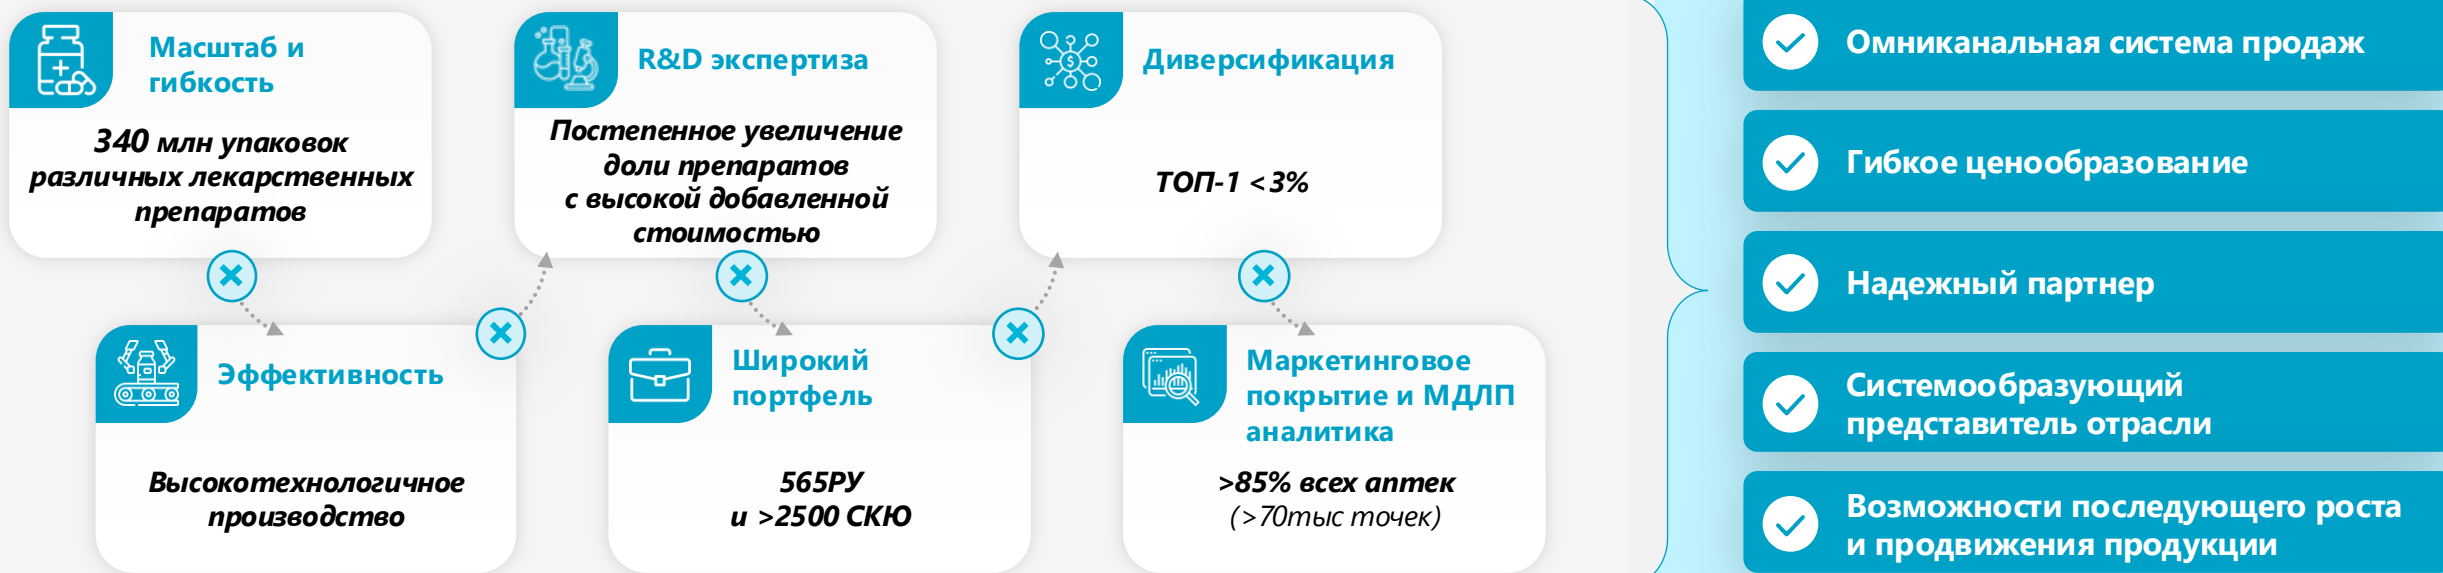 Масштаб и
гибкость
340 млн упаковок
различных лекарственных
препаратов
R&D экспертиза
Постепенное увеличение
доли препаратов
с высокой добавленной
стоимостью
Диверсификация
ТОП-1 <3%
Эффективность
Высокотехнологичное
производство
Широкий
портфель
565РУ
и >2500 СКЮ
Маркетинговое
покрытие и МДЛП
аналитика
>85% всех аптек
(>70тыс точек)
Омниканальная система продаж
Гибкое ценообразование
Надежный партнер
Системообразующий
представитель отрасли
Возможности последующего роста
и продвижения продукции